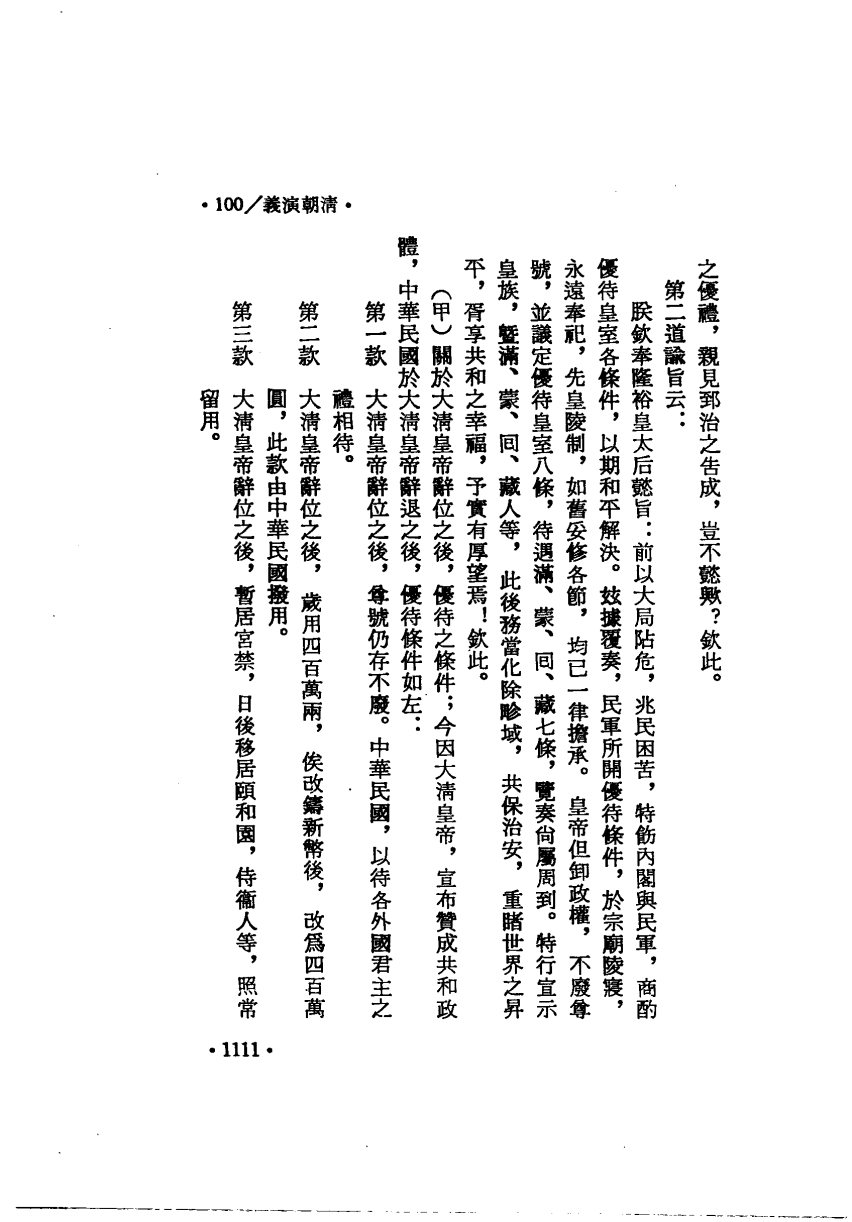 •100/義演朝清•
之優禮，親見郅治之告成，豈不懿歟？欽此。
第二道諭旨云：
朕欽奉隆裕皇太后懿旨：前以大局阽危，兆民困苦，特飭內閣與民軍，商酌
優待皇室各條件，以期和平解決。玆據覆奏，民軍所開優待條件，於宗廟陵寢，
永遠奉祀，先皇陵制，如舊妥修各節，均已一律擔承。皇帝但卸政權，不廢尊
號，並議定優待皇室八條，待遇滿、蒙、回、藏七條，覽奏尙屬周到。特行宣示
皇族，曁滿、蒙、回、藏人等，此後務當化除畛域，共保治安，重睹世界之昇
平，胥享共和之幸福，予實有厚望焉！欽此。
（甲）關於大清皇帝辭位之後，優待之條件；今因大清皇帝，宣布贊成共和政
體，中華民國於大清皇帝辭退之後，優待條件如左：
第一款　大清皇帝辭位之後，尊號仍存不廢。中華民國，以待各外國君主之
禮相待。
第二款　大清皇帝辭位之後，歲用四百萬兩，俟改鑄新幣後，改爲四百萬
圓，此款由中華民國撥用。
第三款　大清皇帝辭位之後，暫居宮禁，日後移居頤和園，侍衞人等，照常
留用。
•1111•